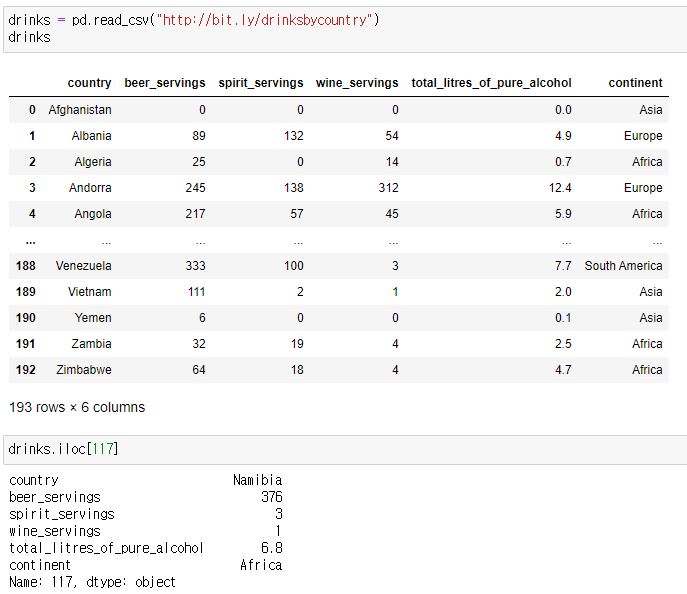 drinks = pd.read_csv("http://bit.ly/drinksbycountry")
drinks
country beer_servings spirit_servings wine_servings total_litres_of_pure_alcohol continent
0 Afghanistan 0 0 0 0.0 Asia
1 Albania 89 132 54 4.9 Europe
2 Algeria 25 0 14 0.7 Africa
3 Andorra 245 138 312 12.4 Europe
4 Angola 217 57 45 5.9 Africa
... ... ... ... ... ... ...
188 Venezuela 333 100 3 7.7 South America
189 Vietnam 111 2 1 2.0 Asia
190 Yemen 6 0 0 0.1 Asia
191 Zambia 32 19 4 2.5 Africa
192 Zimbabwe 64 18 4 4.7 Africa
193 rows × 6 columns
drinks.iloc[117]
country Namibia
beer_servings 376
spirit_servings 3
wine_servings 1
total_litres_of_pure_alcohol 6.8
continent Africa
Name: 117, dtype: object